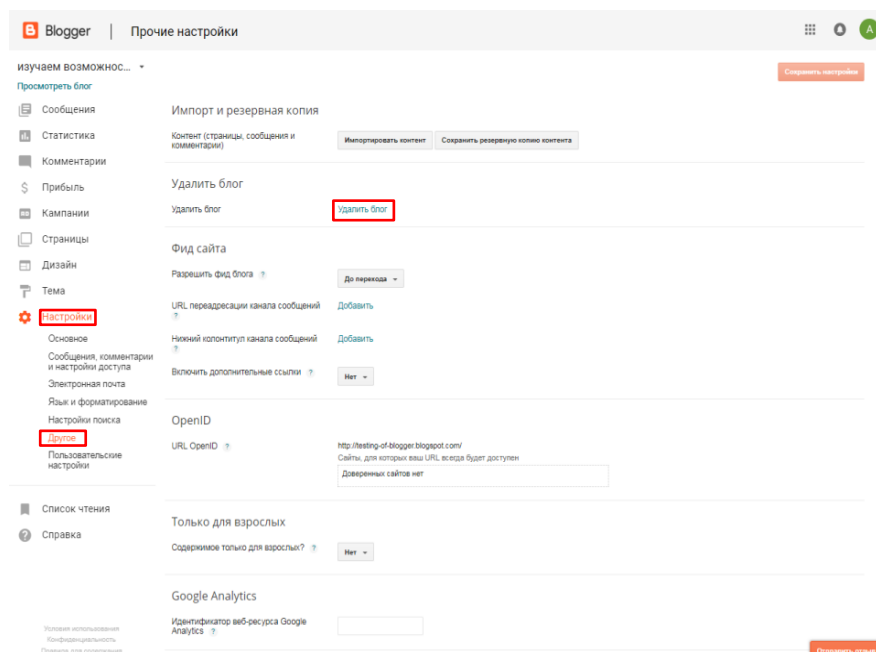 Blogger | Прочие настройки
A
изучаем возможнос...
Сохранить настройки
Просмотреть блог
Сообщения
Статистика
Комментарии
Прибыль
Кампании
Страницы
Дизайн
Тема
Настройки
Основное
Сообщения, комментарии
и настройки доступа
Электронная почта
Язык и форматирование
Настройки поиска
Другое
Пользовательские
настройки
Список чтения
Справка
Условия использования
Конфиденциальность
Правила для содержания
Импорт и резервная копия
Контент (страницы, сообщения и
комментарии)
Импортировать контент
Сохранить резервную копию контента
Удалить блог
Удалить блог
Удалить блог
Фид сайта
Разрешить фид блога ?
До перехода
URL переадресации канала сообщений
?
Добавить
Нижний колонтитул канала сообщений
?
Добавить
Включить дополнительные ссылки ?
Нет
OpenID
URL OpenID ?
http://testing-of-blogger.blogspot.com/
Сайты, для которых ваш URL всегда будет доступен
Доверенных сайтов нет
Только для взрослых
Содержимое только для взрослых? ?
Нет
Google Analytics
Идентификатор веб-ресурса Google
Analytics ?
Отправить отзыв